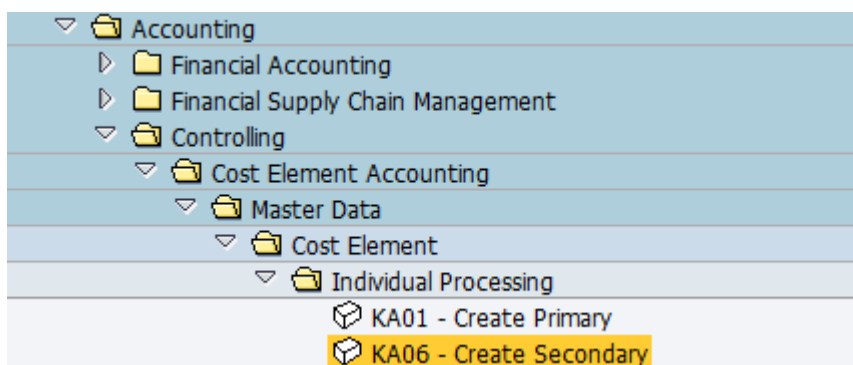 Accounting
Financial Accounting
Financial Supply Chain Management
Controlling
Cost Element Accounting
Master Data
Cost Element
Individual Processing
KA01 - Create Primary
KA06 - Create Secondary